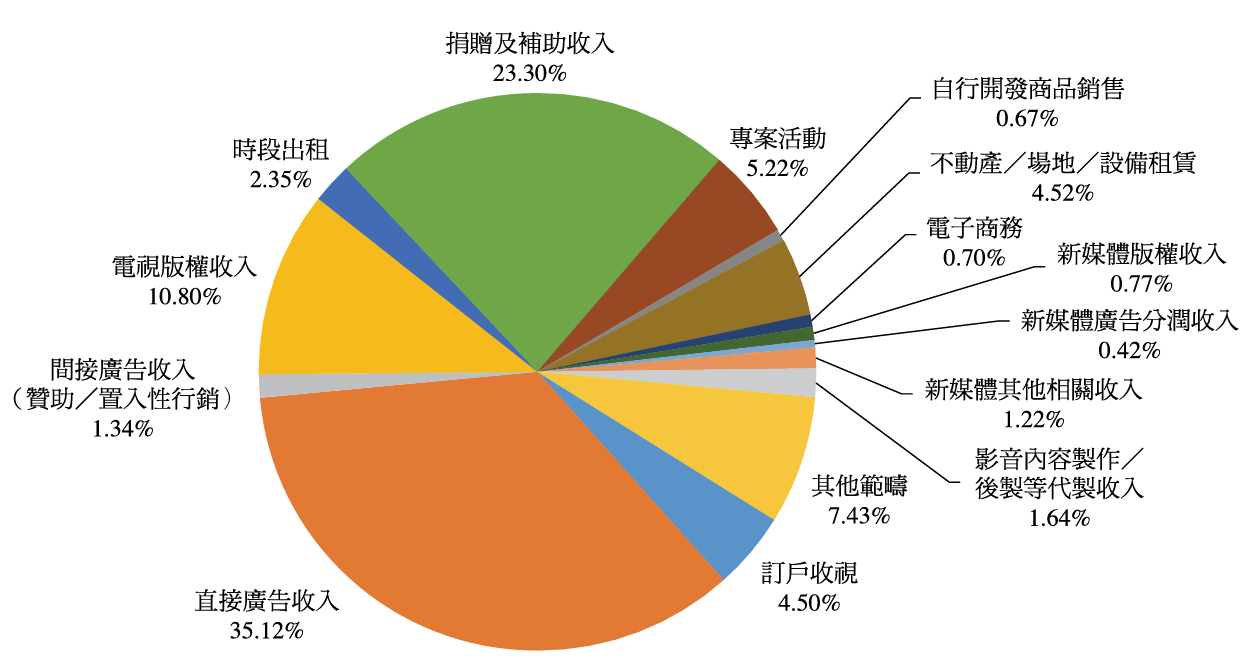 捐贈及補助收入
23.30%
專案活動
5.22%
自行開發商品銷售
0.67%
不動產／場地／設備租賃
4.52%
電子商務
0.70%
新媒體版權收入
0.77%
新媒體廣告分潤收入
0.42%
新媒體其他相關收入
1.22%
影音內容製作／
後製等代製收入
1.64%
其他範疇
7.43%
訂戶收視
4.50%
直接廣告收入
35.12%
間接廣告收入
（贊助／置入性行銷）
1.34%
電視版權收入
10.80%
時段出租
2.35%